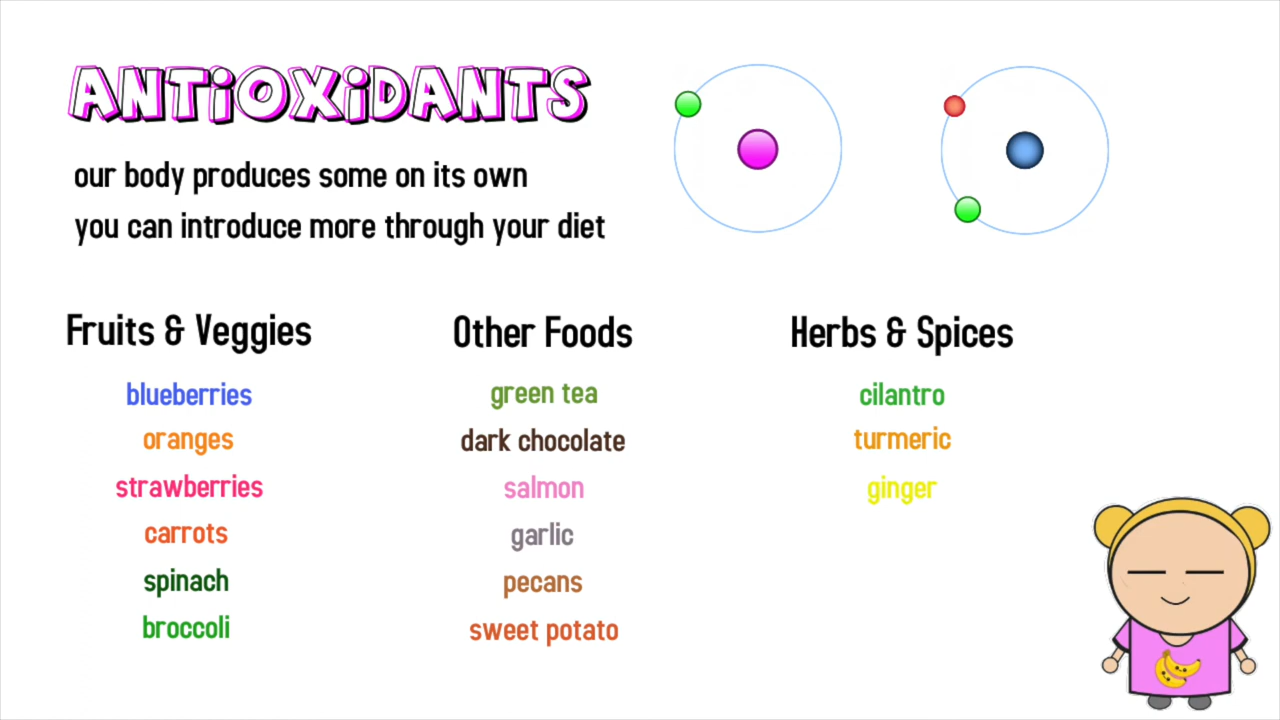 ANTiOXiDANTS
our body produces some on its own
you can introduce more through your diet
Fruits & Veggies
blueberries
oranges
strawberries
carrots
spinach
broccoli
Other Foods
green tea
dark chocolate
salmon
garlic
pecans
sweet potato
Herbs & Spices
cilantro
turmeric
ginger